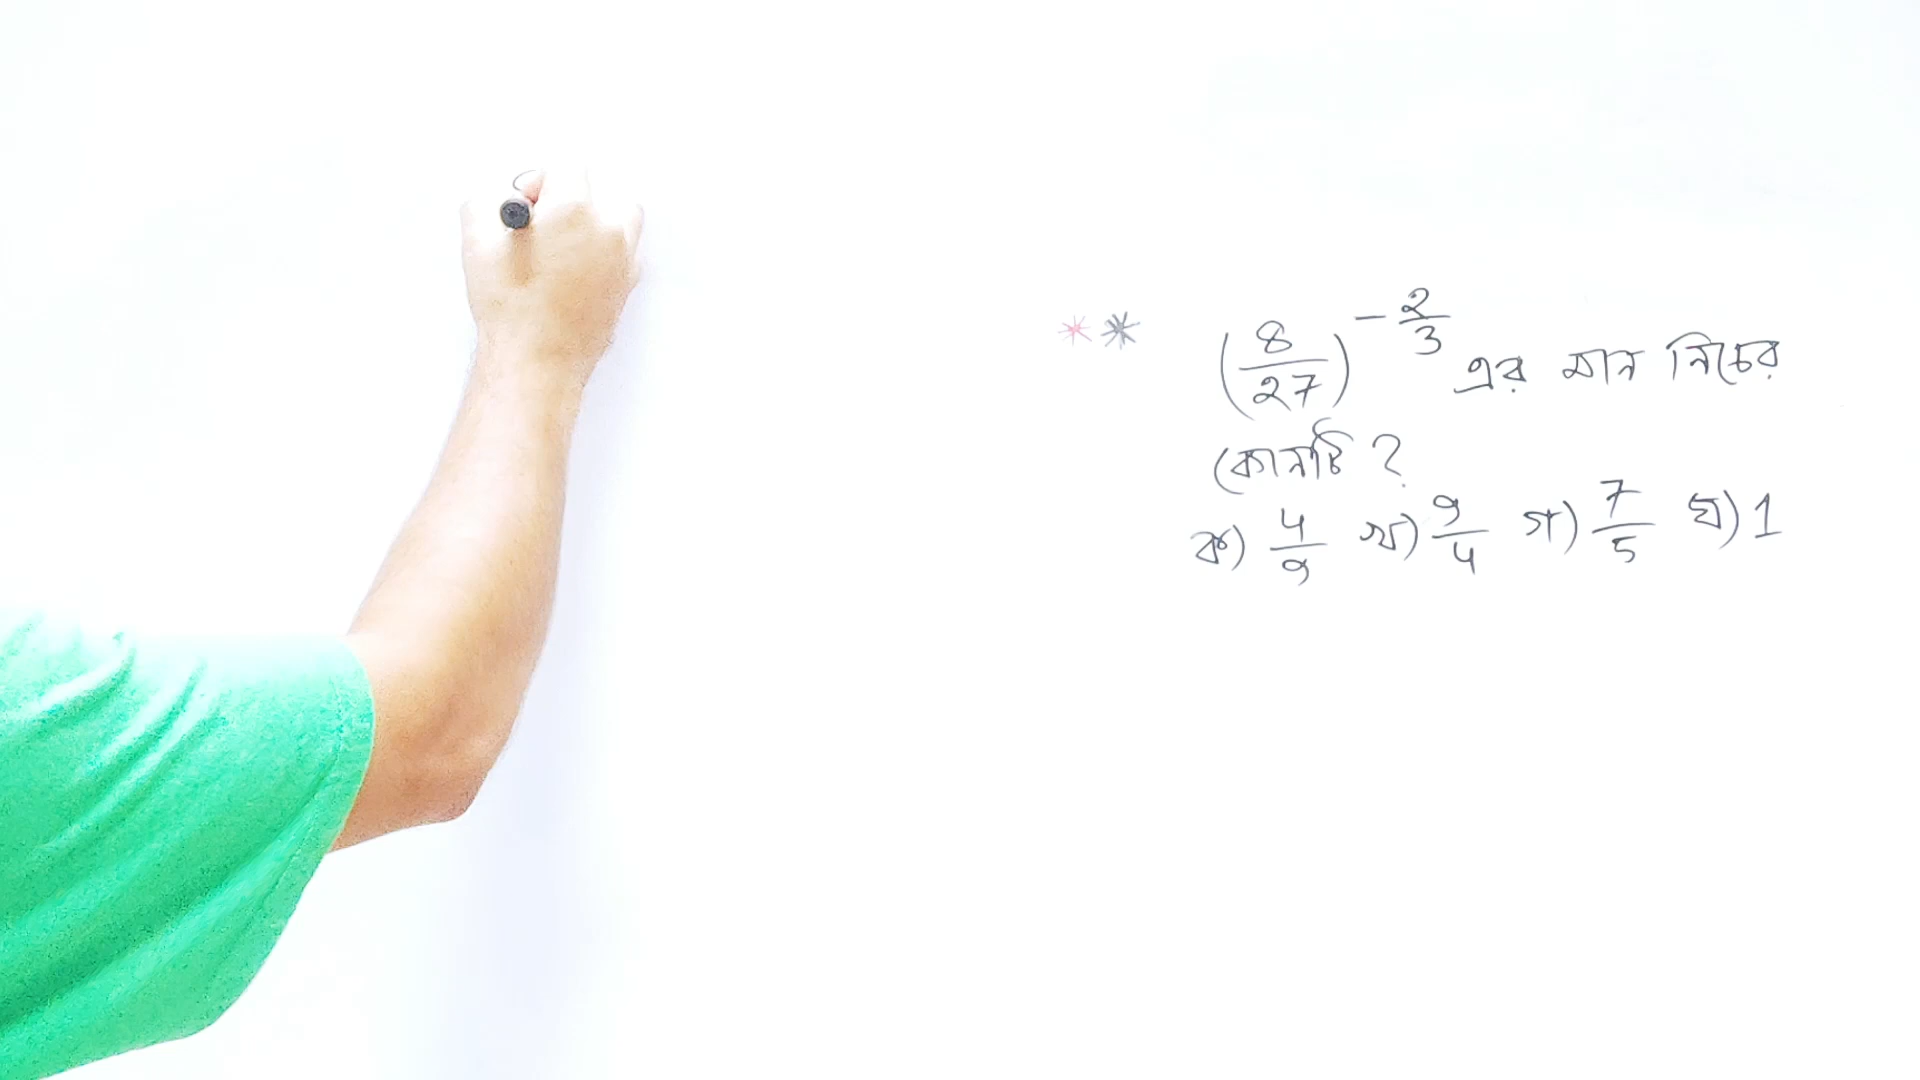 ** (8/27)^(-2/3) এর মান নিচের
কোনটি ?
ক) 4/9 খ) 9/4 গ) 7/5 ঘ) 1